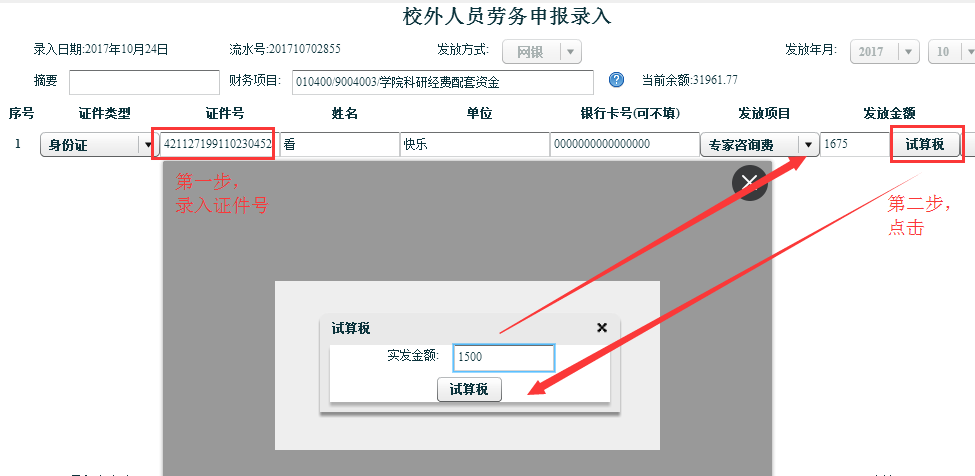 校外人员劳务申报录入
录入日期:2017年10月24日 流水号:201710702855 发放方式: 网银 发放年月: 2017 10
摘要 财务项目: 010400/9004003/学院科研经费配套资金 ? 当前余额:31961.77
序号 证件类型 证件号 姓名 单位 银行卡号(可不填) 发放项目 发放金额
1 身份证 421127199110230452 看 快乐 0000000000000000 专家咨询费 1675 试算税
第一步，
录入证件号
第二步，
点击
试算税
实发金额: 1500
试算税